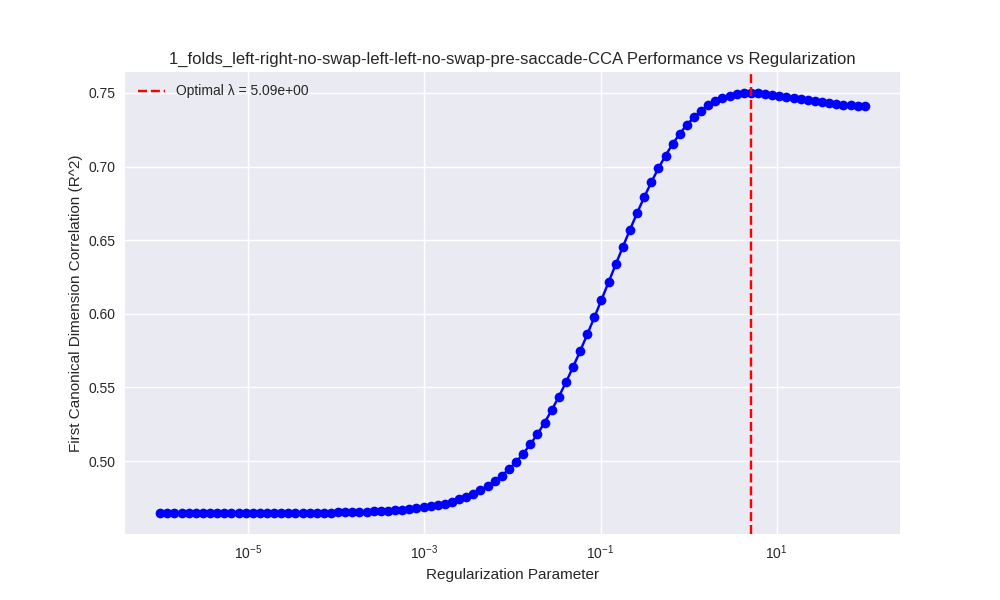 1_folds_left-right-no-swap-left-left-no-swap-pre-saccade-CCA Performance vs Regularization
Optimal λ = 5.09e+00
First Canonical Dimension Correlation (R^2)
0.75
0.70
0.65
0.60
0.55
0.50
10⁻⁵ 10⁻³ 10⁻¹ 10¹
Regularization Parameter